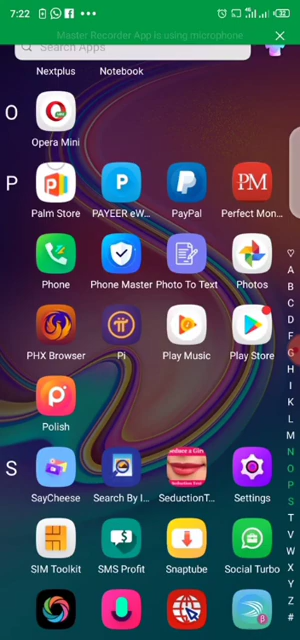 7:22
Master Recorder App is using microphone
Search Apps
Nextplus Notebook
O
Opera Mini
P
Palm Store PAYEER eW... PayPal Perfect Mon...
PM
Phone Phone Master Photo To Text Photos
PHX Browser Pi Play Music Play Store
Polish
S
SayCheese Search By I... SeductionT... Settings
SIM Toolkit SMS Profit Snaptube Social Turbo
A
B
C
D
E
F
G
H
I
K
L
M
N
O
P
S
T
V
W
X
Y
Z
#